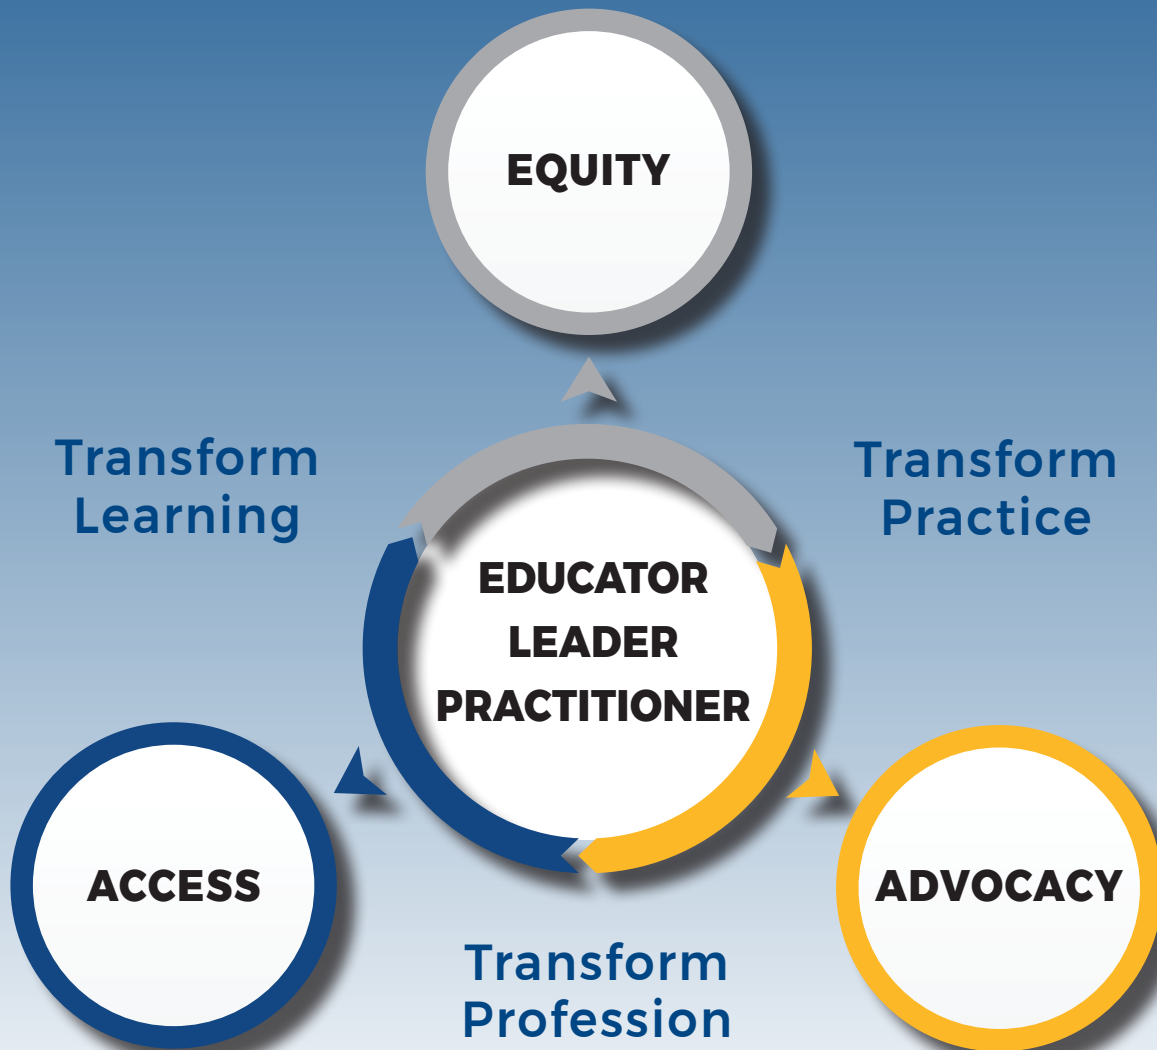 EQUITY
Transform
Learning
Transform
Practice
EDUCATOR
LEADER
PRACTITIONER
ACCESS
ADVOCACY
Transform
Profession